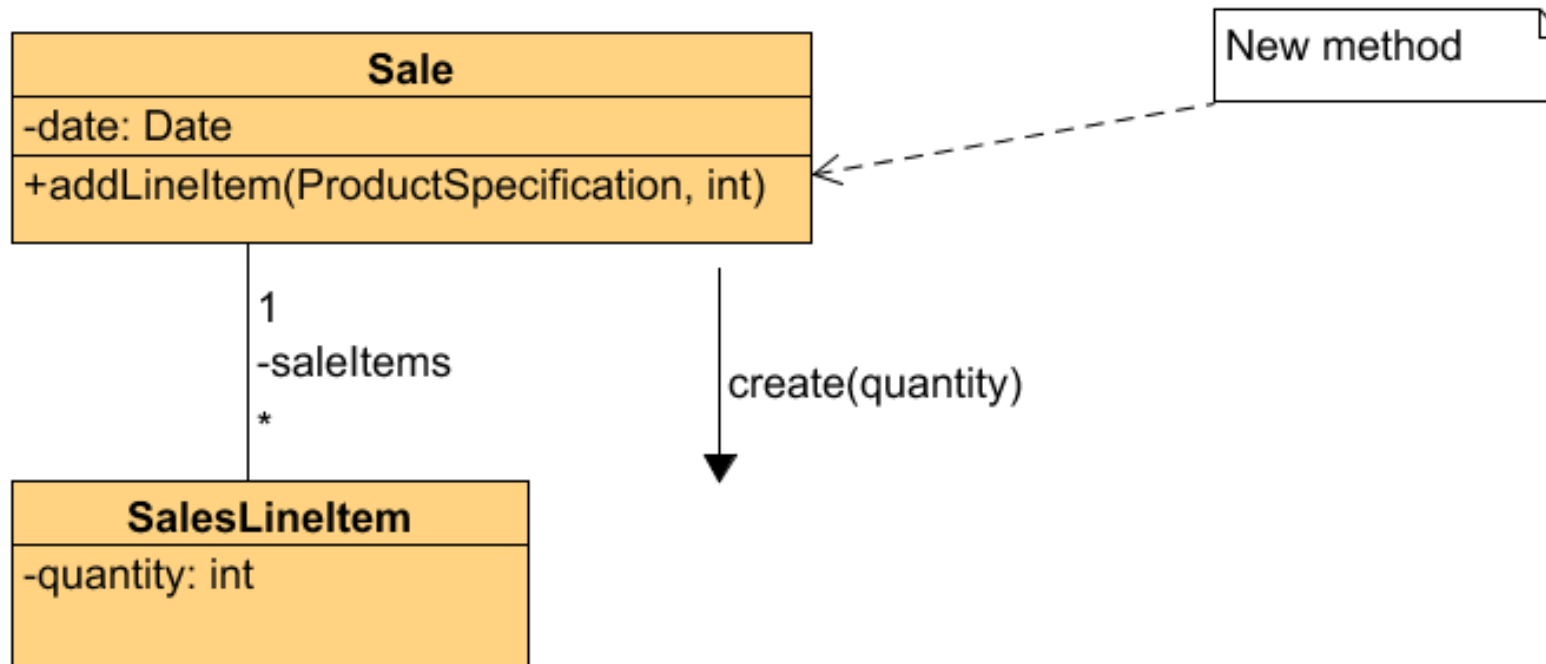 Sale
-date: Date
+addLineItem(ProductSpecification, int)
New method
1
-saleItems
*
create(quantity)
SalesLineItem
-quantity: int